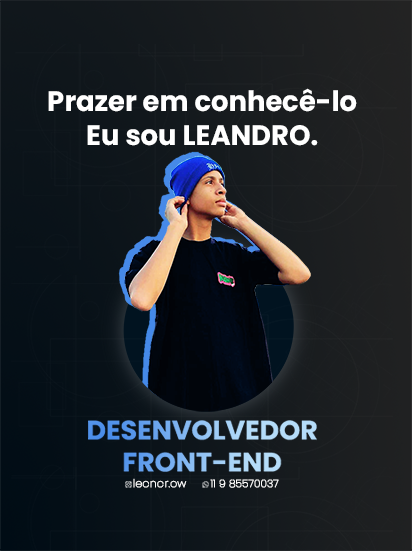 Prazer em conhecê-lo
Eu sou LEANDRO.
DESENVOLVEDOR
FRONT-END
leonor.ow 11 9 85570037